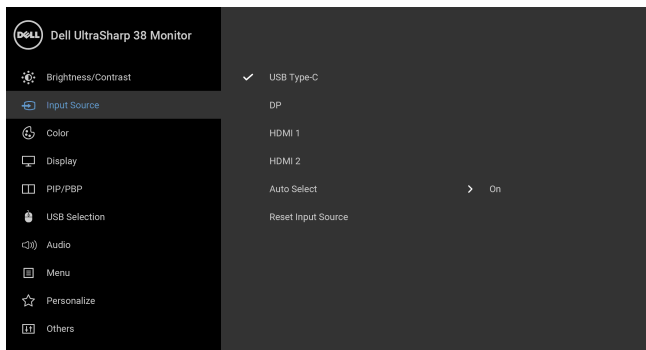 DELL Dell UltraSharp 38 Monitor
Brightness/Contrast USB Type-C
Input Source DP
Color HDMI 1
Display HDMI 2
PIP/PBP Auto Select On
USB Selection Reset Input Source
Audio
Menu
Personalize
Others